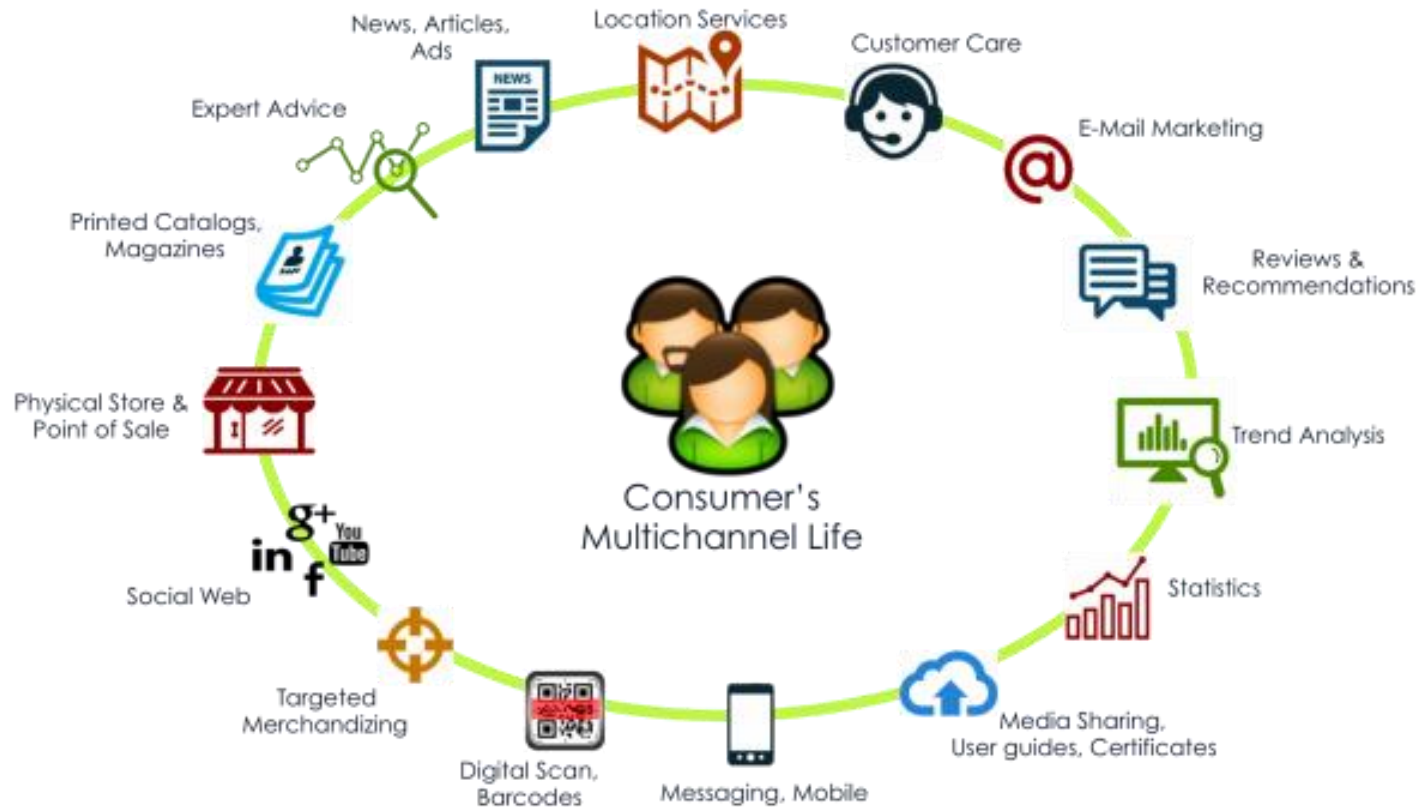 Location Services
News, Articles,
Ads
NEWS
Customer Care
Expert Advice
E-Mail Marketing
Printed Catalogs,
Magazines
Reviews &
Recommendations
Physical Store &
Point of Sale
Trend Analysis
Consumer's
Multichannel Life
g+
You
Tube
in
f
Social Web
Statistics
Targeted
Merchandizing
Media Sharing,
User guides, Certificates
Digital Scan,
Barcodes
Messaging, Mobile
@